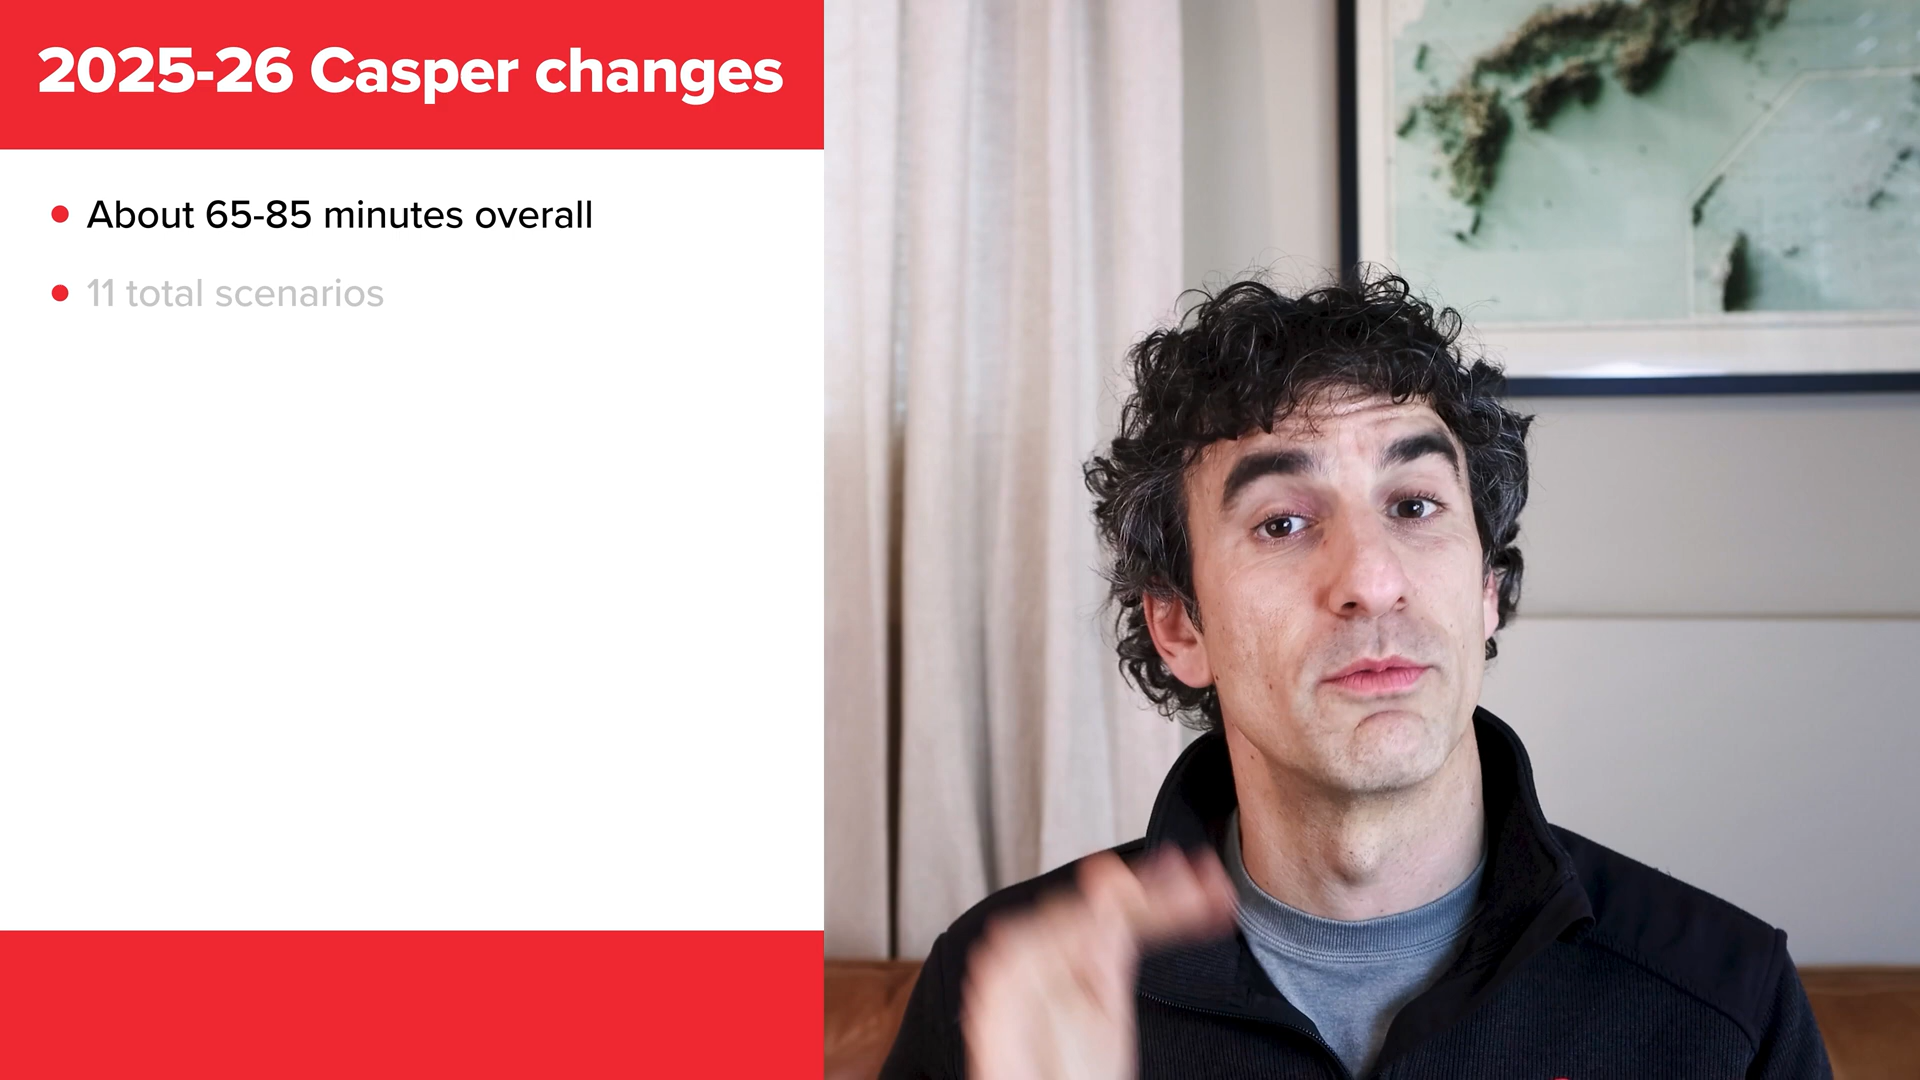 2025-26 Casper changes
About 65-85 minutes overall
11 total scenarios